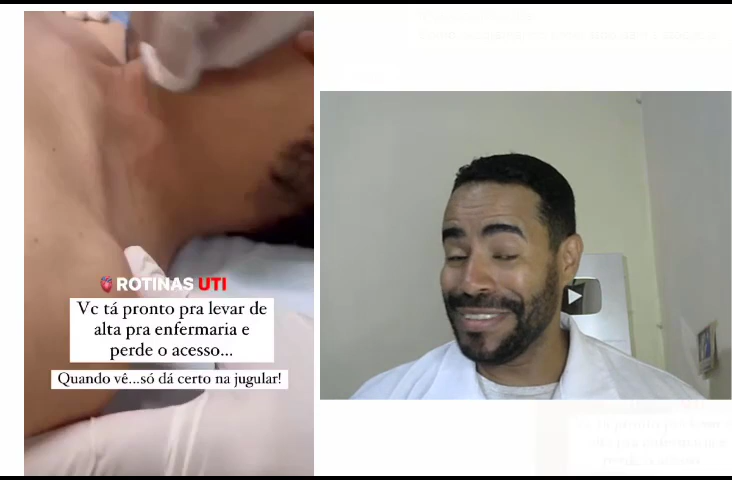 ROTINAS UTI
Vc tá pronto pra levar de
alta pra enfermaria e
perde o acesso...
Quando vê...só dá certo na jugular!